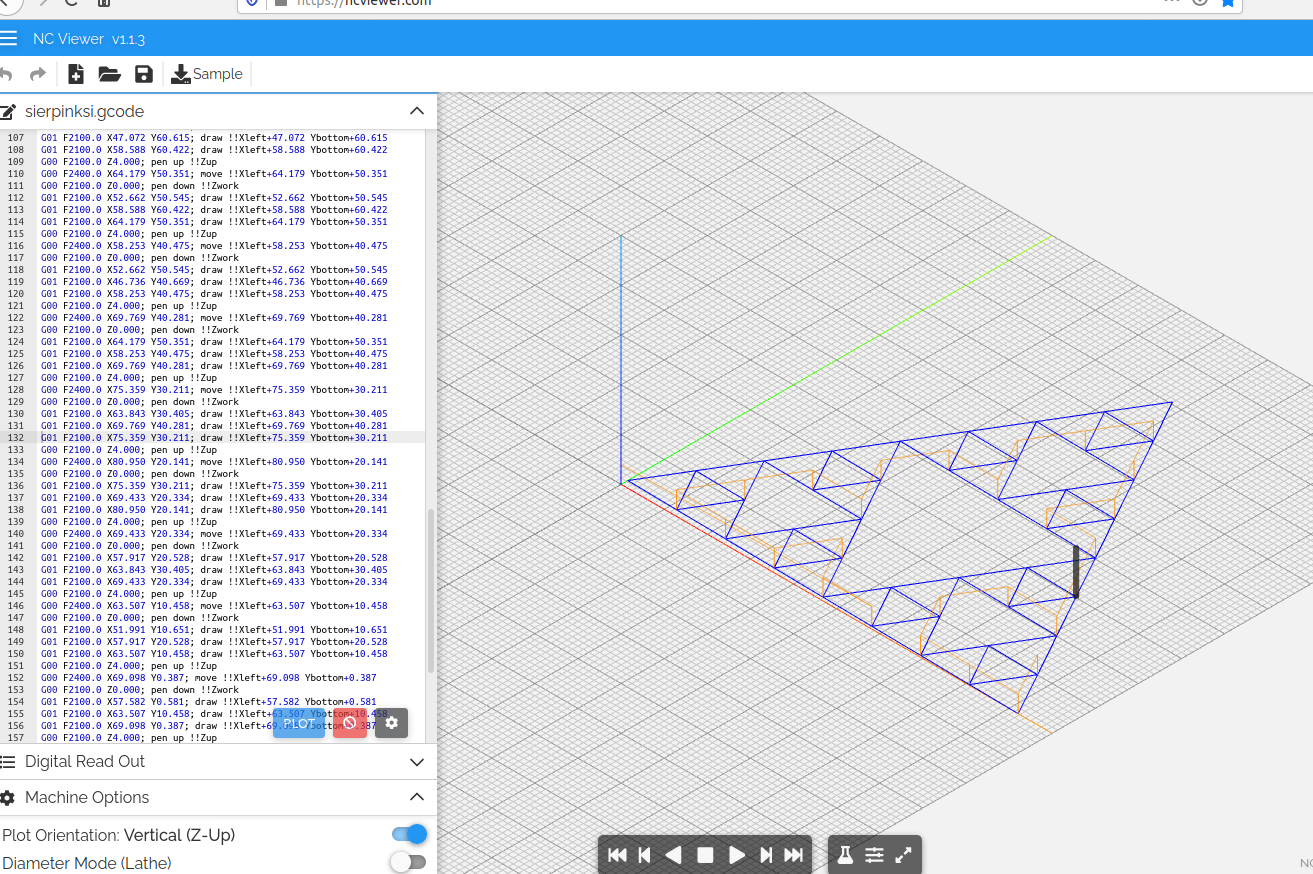 https://ncviewer.com
NC Viewer v1.1.3
Sample
sierpinksi.gcode
107 G01 F2100.0 X47.072 Y60.615; draw !!Xleft+47.072 Ybottom+60.615
108 G01 F2100.0 X58.588 Y60.422; draw !!Xleft+58.588 Ybottom+60.422
109 G00 F2100.0 Z4.000; pen up !!Zup
110 G00 F2400.0 X64.179 Y50.351; move !!Xleft+64.179 Ybottom+50.351
111 G00 F2100.0 Z0.000; pen down !!Zwork
112 G01 F2100.0 X52.662 Y50.545; draw !!Xleft+52.662 Ybottom+50.545
113 G01 F2100.0 X58.588 Y60.422; draw !!Xleft+58.588 Ybottom+60.422
114 G01 F2100.0 X64.179 Y50.351; draw !!Xleft+64.179 Ybottom+50.351
115 G00 F2100.0 Z4.000; pen up !!Zup
116 G00 F2400.0 X58.253 Y40.475; move !!Xleft+58.253 Ybottom+40.475
117 G00 F2100.0 Z0.000; pen down !!Zwork
118 G01 F2100.0 X52.662 Y50.545; draw !!Xleft+52.662 Ybottom+50.545
119 G01 F2100.0 X46.736 Y40.669; draw !!Xleft+46.736 Ybottom+40.669
120 G01 F2100.0 X58.253 Y40.475; draw !!Xleft+58.253 Ybottom+40.475
121 G00 F2100.0 Z4.000; pen up !!Zup
122 G00 F2400.0 X69.769 Y40.281; move !!Xleft+69.769 Ybottom+40.281
123 G00 F2100.0 Z0.000; pen down !!Zwork
124 G01 F2100.0 X64.179 Y50.351; draw !!Xleft+64.179 Ybottom+50.351
125 G01 F2100.0 X58.253 Y40.475; draw !!Xleft+58.253 Ybottom+40.475
126 G01 F2100.0 X69.769 Y40.281; draw !!Xleft+69.769 Ybottom+40.281
127 G00 F2100.0 Z4.000; pen up !!Zup
128 G00 F2400.0 X75.359 Y30.211; move !!Xleft+75.359 Ybottom+30.211
129 G00 F2100.0 Z0.000; pen down !!Zwork
130 G01 F2100.0 X63.843 Y30.405; draw !!Xleft+63.843 Ybottom+30.405
131 G01 F2100.0 X69.769 Y40.281; draw !!Xleft+69.769 Ybottom+40.281
132 G01 F2100.0 X75.359 Y30.211; draw !!Xleft+75.359 Ybottom+30.211
133 G00 F2100.0 Z4.000; pen up !!Zup
134 G00 F2400.0 X80.950 Y20.141; move !!Xleft+80.950 Ybottom+20.141
135 G00 F2100.0 Z0.000; pen down !!Zwork
136 G01 F2100.0 X75.359 Y30.211; draw !!Xleft+75.359 Ybottom+30.211
137 G01 F2100.0 X69.433 Y20.334; draw !!Xleft+69.433 Ybottom+20.334
138 G01 F2100.0 X80.950 Y20.141; draw !!Xleft+80.950 Ybottom+20.141
139 G00 F2100.0 Z4.000; pen up !!Zup
140 G00 F2400.0 X69.433 Y20.334; move !!Xleft+69.433 Ybottom+20.334
141 G00 F2100.0 Z0.000; pen down !!Zwork
142 G01 F2100.0 X57.917 Y20.528; draw !!Xleft+57.917 Ybottom+20.528
143 G01 F2100.0 X63.843 Y30.405; draw !!Xleft+63.843 Ybottom+30.405
144 G01 F2100.0 X69.433 Y20.334; draw !!Xleft+69.433 Ybottom+20.334
145 G00 F2100.0 Z4.000; pen up !!Zup
146 G00 F2400.0 X63.507 Y10.458; move !!Xleft+63.507 Ybottom+10.458
147 G00 F2100.0 Z0.000; pen down !!Zwork
148 G01 F2100.0 X51.991 Y10.651; draw !!Xleft+51.991 Ybottom+10.651
149 G01 F2100.0 X57.917 Y20.528; draw !!Xleft+57.917 Ybottom+20.528
150 G01 F2100.0 X63.507 Y10.458; draw !!Xleft+63.507 Ybottom+10.458
151 G00 F2100.0 Z4.000; pen up !!Zup
152 G00 F2400.0 X69.098 Y0.387; move !!Xleft+69.098 Ybottom+0.387
153 G00 F2100.0 Z0.000; pen down !!Zwork
154 G01 F2100.0 X57.582 Y0.581; draw !!Xleft+57.582 Ybottom+0.581
155 G01 F2100.0 X63.507 Y10.458; draw !!Xleft+63.507 Ybottom+10.458
156 G01 F2100.0 X69.098 Y0.387; draw !!Xleft+69.098 Ybottom+0.387
157 G00 F2100.0 Z4.000; pen up !!Zup
PLOT
Digital Read Out
Machine Options
Plot Orientation: Vertical (Z-Up)
Diameter Mode (Lathe)
NC